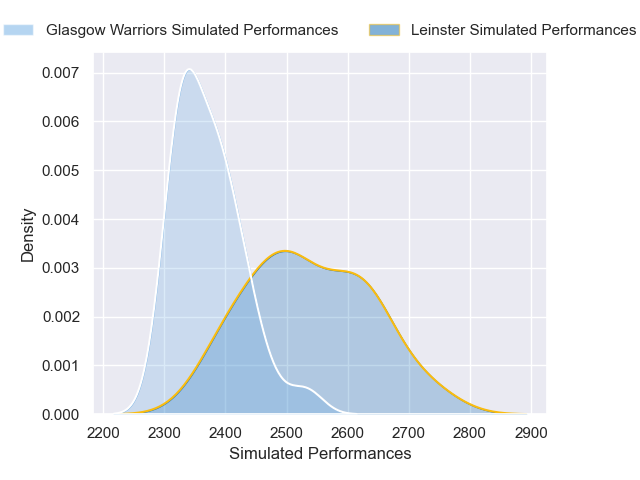 Glasgow Warriors Simulated Performances
Leinster Simulated Performances
0.007
0.006
0.005
0.004
0.003
0.002
0.001
0.000
Density
2200 2300 2400 2500 2600 2700 2800 2900
Simulated Performances